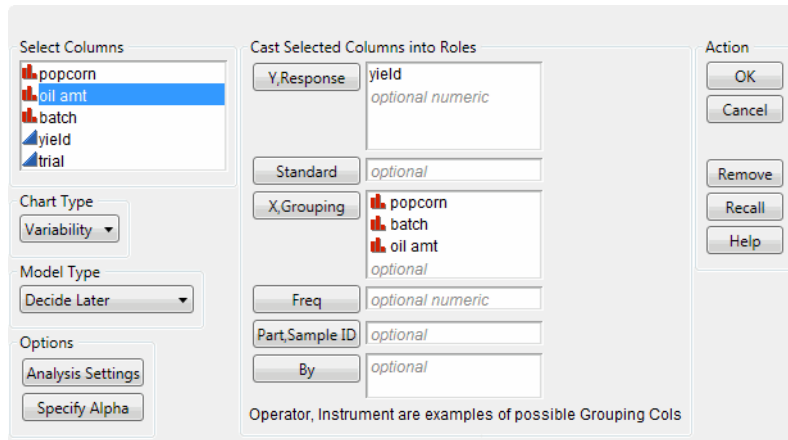 Select Columns
popcorn
oil amt
batch
yield
trial
Chart Type
Variability
Model Type
Decide Later
Options
Analysis Settings
Specify Alpha
Cast Selected Columns into Roles
Y,Response
yield
optional numeric
Standard
optional
X,Grouping
popcorn
batch
oil amt
optional
Freq
optional numeric
Part,Sample ID
optional
By
optional
Operator, Instrument are examples of possible Grouping Cols
Action
OK
Cancel
Remove
Recall
Help